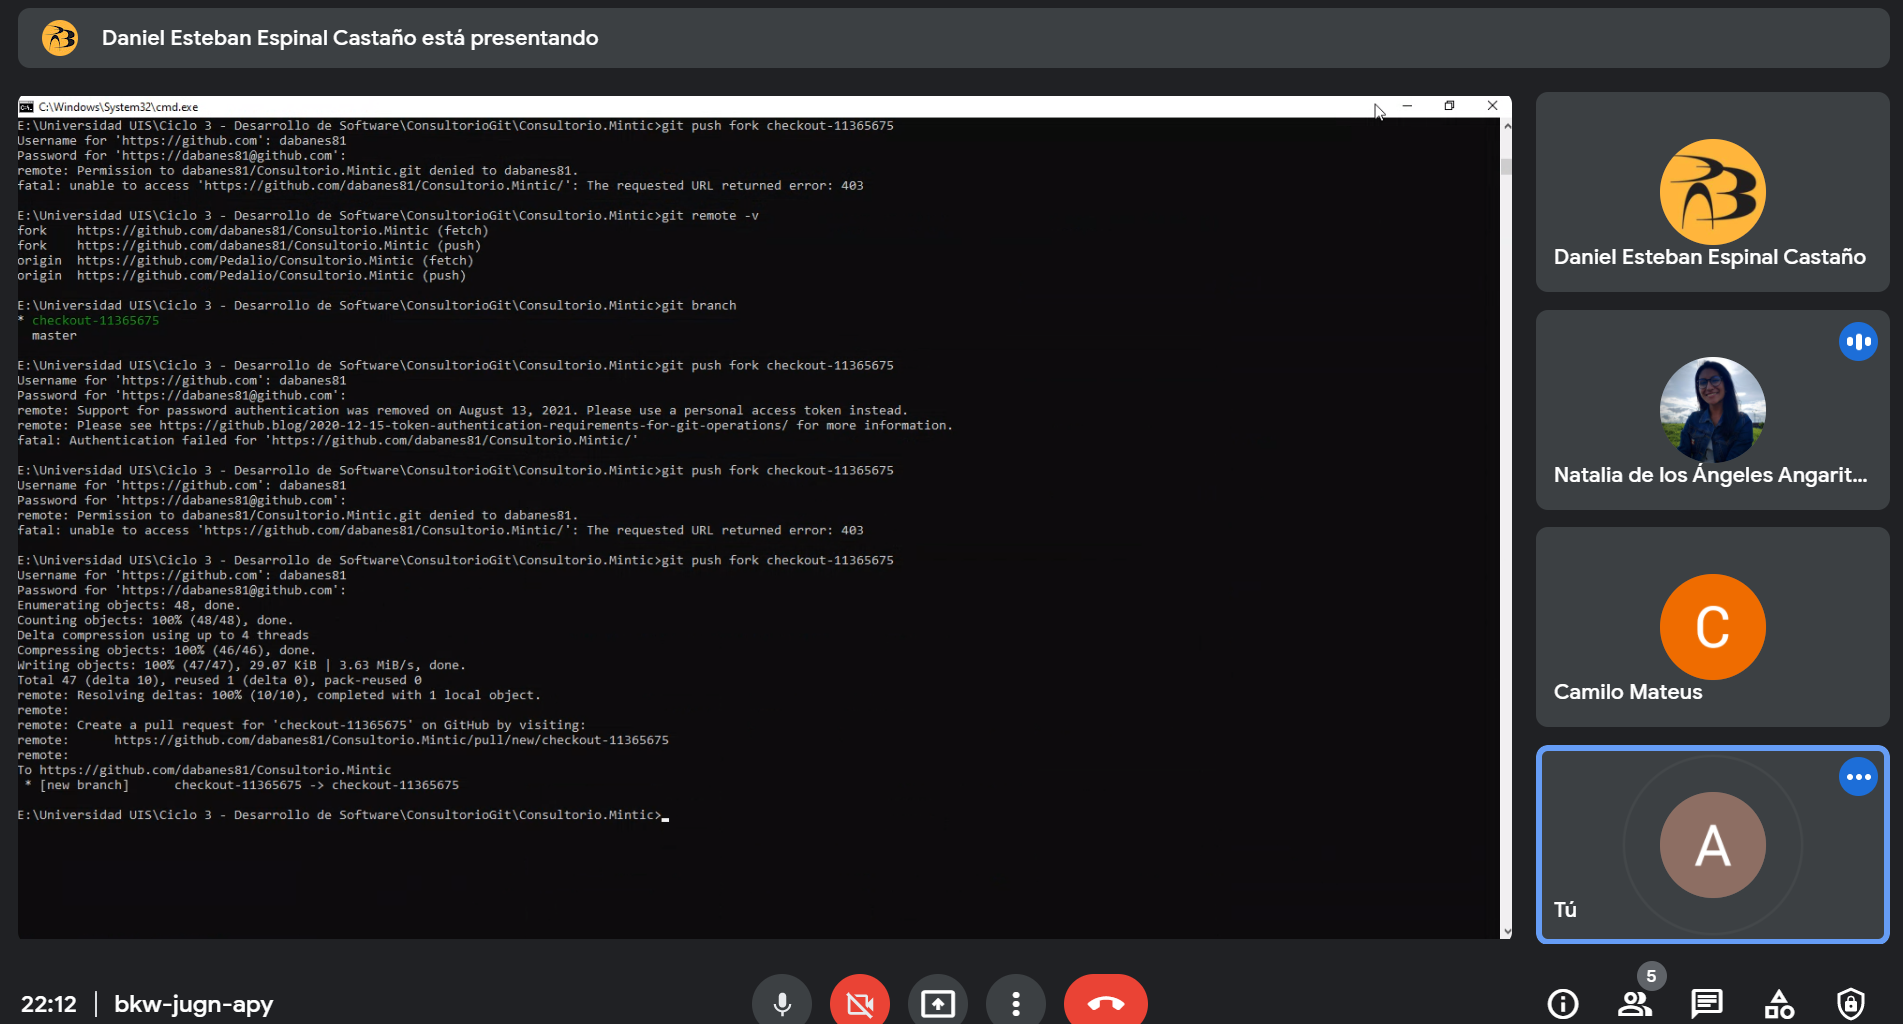 Daniel Esteban Espinal Castaño está presentando
C:\Windows\System32\cmd.exe
E:\Universidad UIS\Ciclo 3 - Desarrollo de Software\ConsultorioGit\Consultorio.Mintic>git push fork checkout-11365675
Username for 'https://github.com': dabanes81
Password for 'https://dabanes81@github.com':
remote: Permission to dabanes81/Consultorio.Mintic.git denied to dabanes81.
fatal: unable to access 'https://github.com/dabanes81/Consultorio.Mintic/': The requested URL returned error: 403
E:\Universidad UIS\Ciclo 3 - Desarrollo de Software\ConsultorioGit\Consultorio.Mintic>git remote -v
fork    https://github.com/dabanes81/Consultorio.Mintic (fetch)
fork    https://github.com/dabanes81/Consultorio.Mintic (push)
origin  https://github.com/Pedalio/Consultorio.Mintic (fetch)
origin  https://github.com/Pedalio/Consultorio.Mintic (push)
E:\Universidad UIS\Ciclo 3 - Desarrollo de Software\ConsultorioGit\Consultorio.Mintic>git branch
* checkout-11365675
  master
E:\Universidad UIS\Ciclo 3 - Desarrollo de Software\ConsultorioGit\Consultorio.Mintic>git push fork checkout-11365675
Username for 'https://github.com': dabanes81
Password for 'https://dabanes81@github.com':
remote: Support for password authentication was removed on August 13, 2021. Please use a personal access token instead.
remote: Please see https://github.blog/2020-12-15-token-authentication-requirements-for-git-operations/ for more information.
fatal: Authentication failed for 'https://github.com/dabanes81/Consultorio.Mintic/'
E:\Universidad UIS\Ciclo 3 - Desarrollo de Software\ConsultorioGit\Consultorio.Mintic>git push fork checkout-11365675
Username for 'https://github.com': dabanes81
Password for 'https://dabanes81@github.com':
remote: Permission to dabanes81/Consultorio.Mintic.git denied to dabanes81.
fatal: unable to access 'https://github.com/dabanes81/Consultorio.Mintic/': The requested URL returned error: 403
E:\Universidad UIS\Ciclo 3 - Desarrollo de Software\ConsultorioGit\Consultorio.Mintic>git push fork checkout-11365675
Username for 'https://github.com': dabanes81
Password for 'https://dabanes81@github.com':
Enumerating objects: 48, done.
Counting objects: 100% (48/48), done.
Delta compression using up to 4 threads
Compressing objects: 100% (46/46), done.
Writing objects: 100% (47/47), 29.07 KiB | 3.63 MiB/s, done.
Total 47 (delta 10), reused 1 (delta 0), pack-reused 0
remote: Resolving deltas: 100% (10/10), completed with 1 local object.
remote:
remote: Create a pull request for 'checkout-11365675' on GitHub by visiting:
remote:      https://github.com/dabanes81/Consultorio.Mintic/pull/new/checkout-11365675
remote:
To https://github.com/dabanes81/Consultorio.Mintic
 * [new branch]      checkout-11365675 -> checkout-11365675
E:\Universidad UIS\Ciclo 3 - Desarrollo de Software\ConsultorioGit\Consultorio.Mintic>
Daniel Esteban Espinal Castaño
Natalia de los Ángeles Angarit...
C
Camilo Mateus
A
Tú
22:12 | bkw-jugn-apy
5